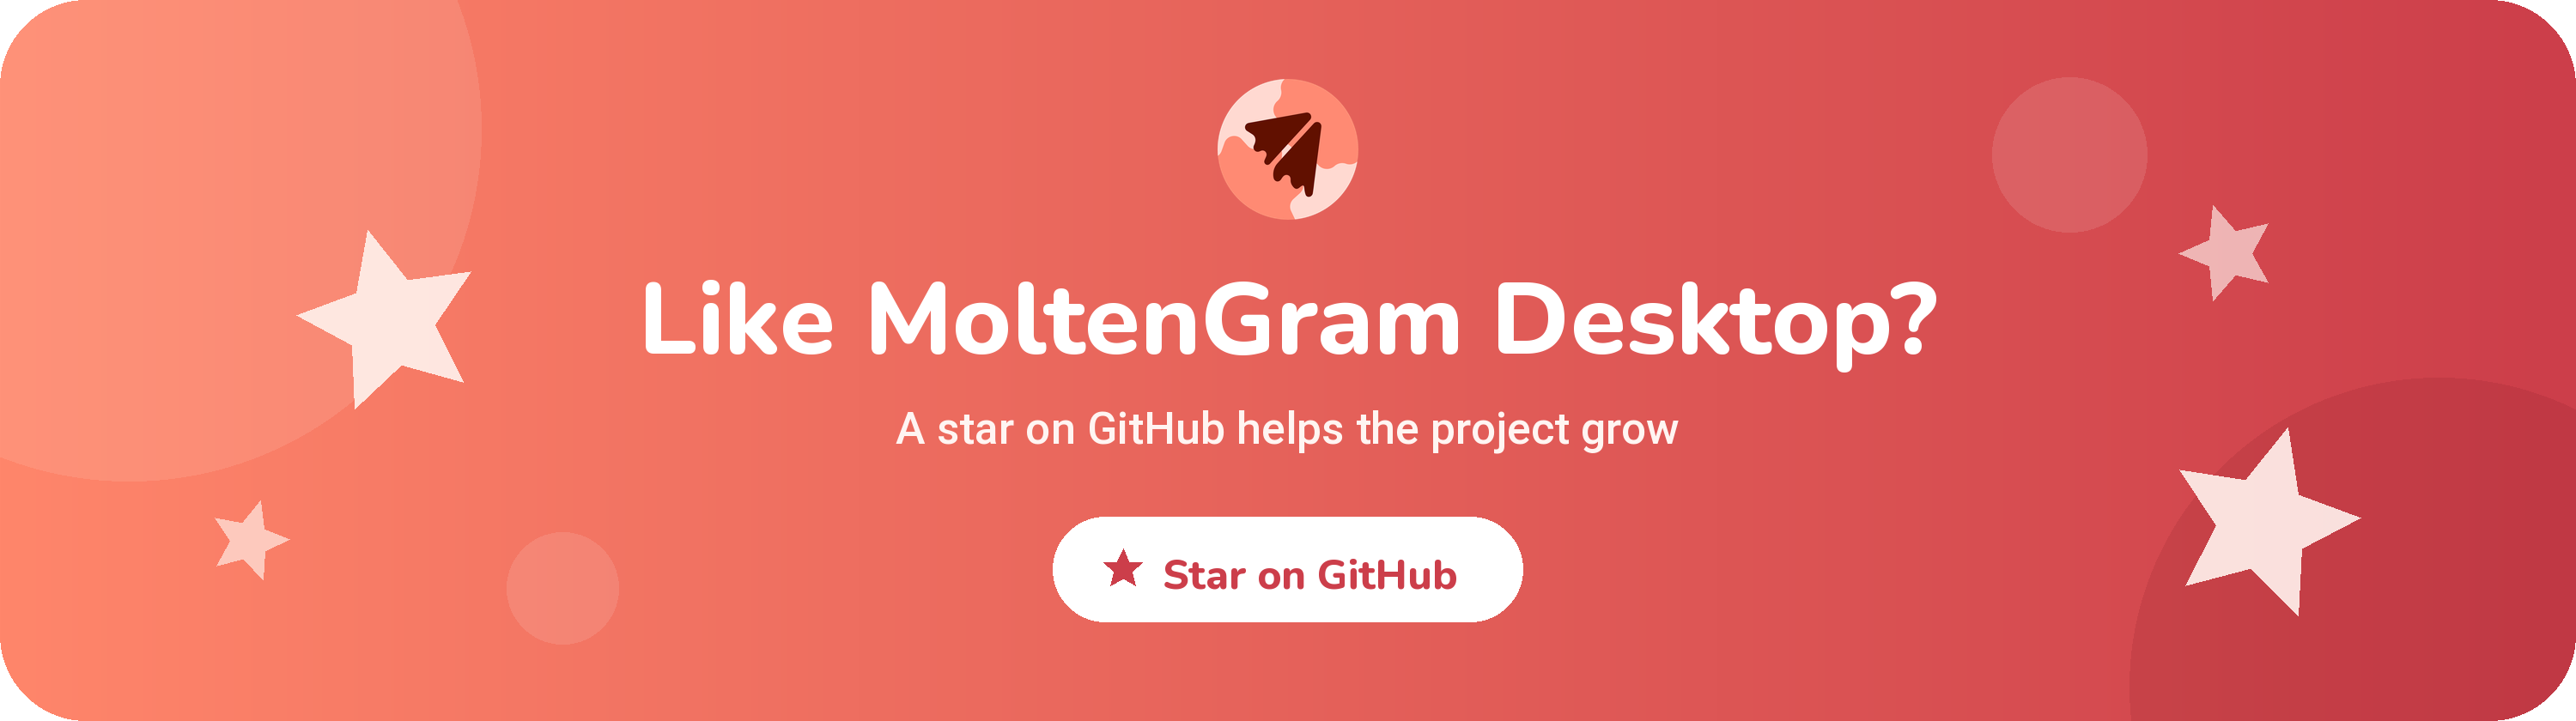 Like MoltenGram Desktop?
A star on GitHub helps the project grow
Star on GitHub